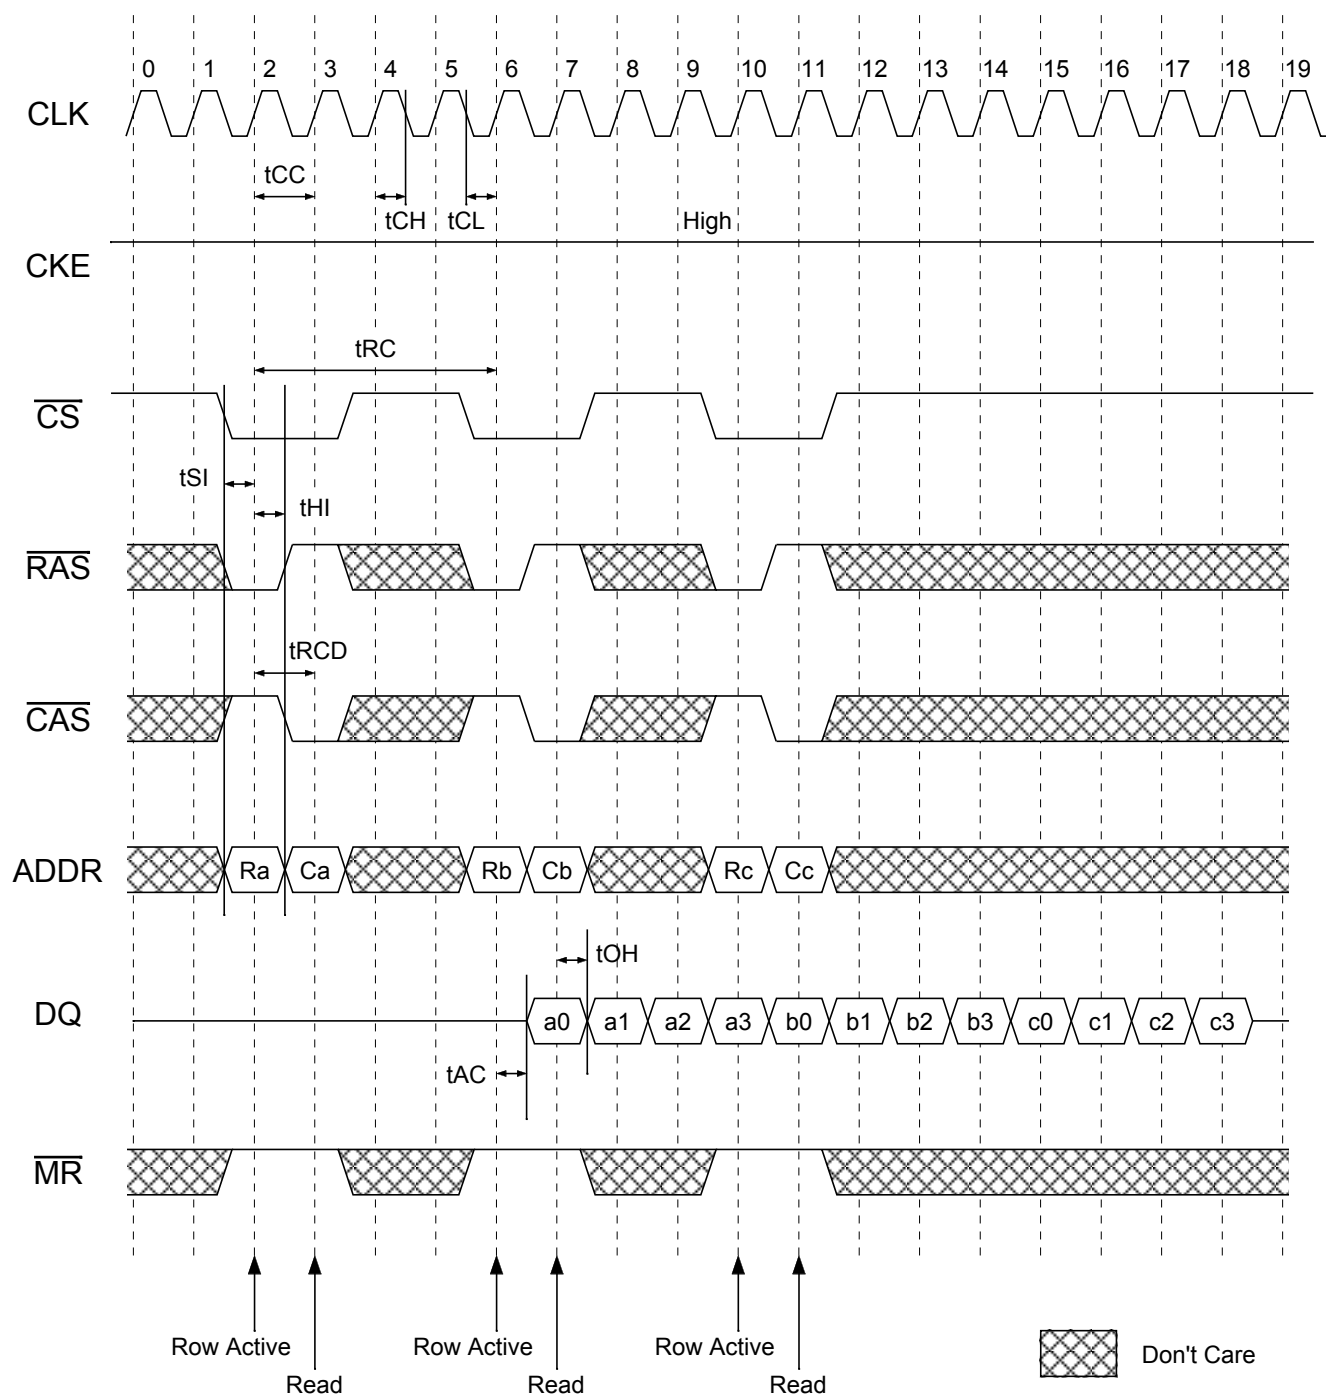 0 1 2 3 4 5 6 7 8 9 10 11 12 13 14 15 16 17 18 19
CLK
tCC
tCH tCL High
CKE
tRC
CS
tSI
tHI
RAS
tRCD
CAS
ADDR Ra Ca Rb Cb Rc Cc
tOH
DQ a0 a1 a2 a3 b0 b1 b2 b3 c0 c1 c2 c3
tAC
MR
Row Active Row Active Row Active Don't Care
Read Read Read